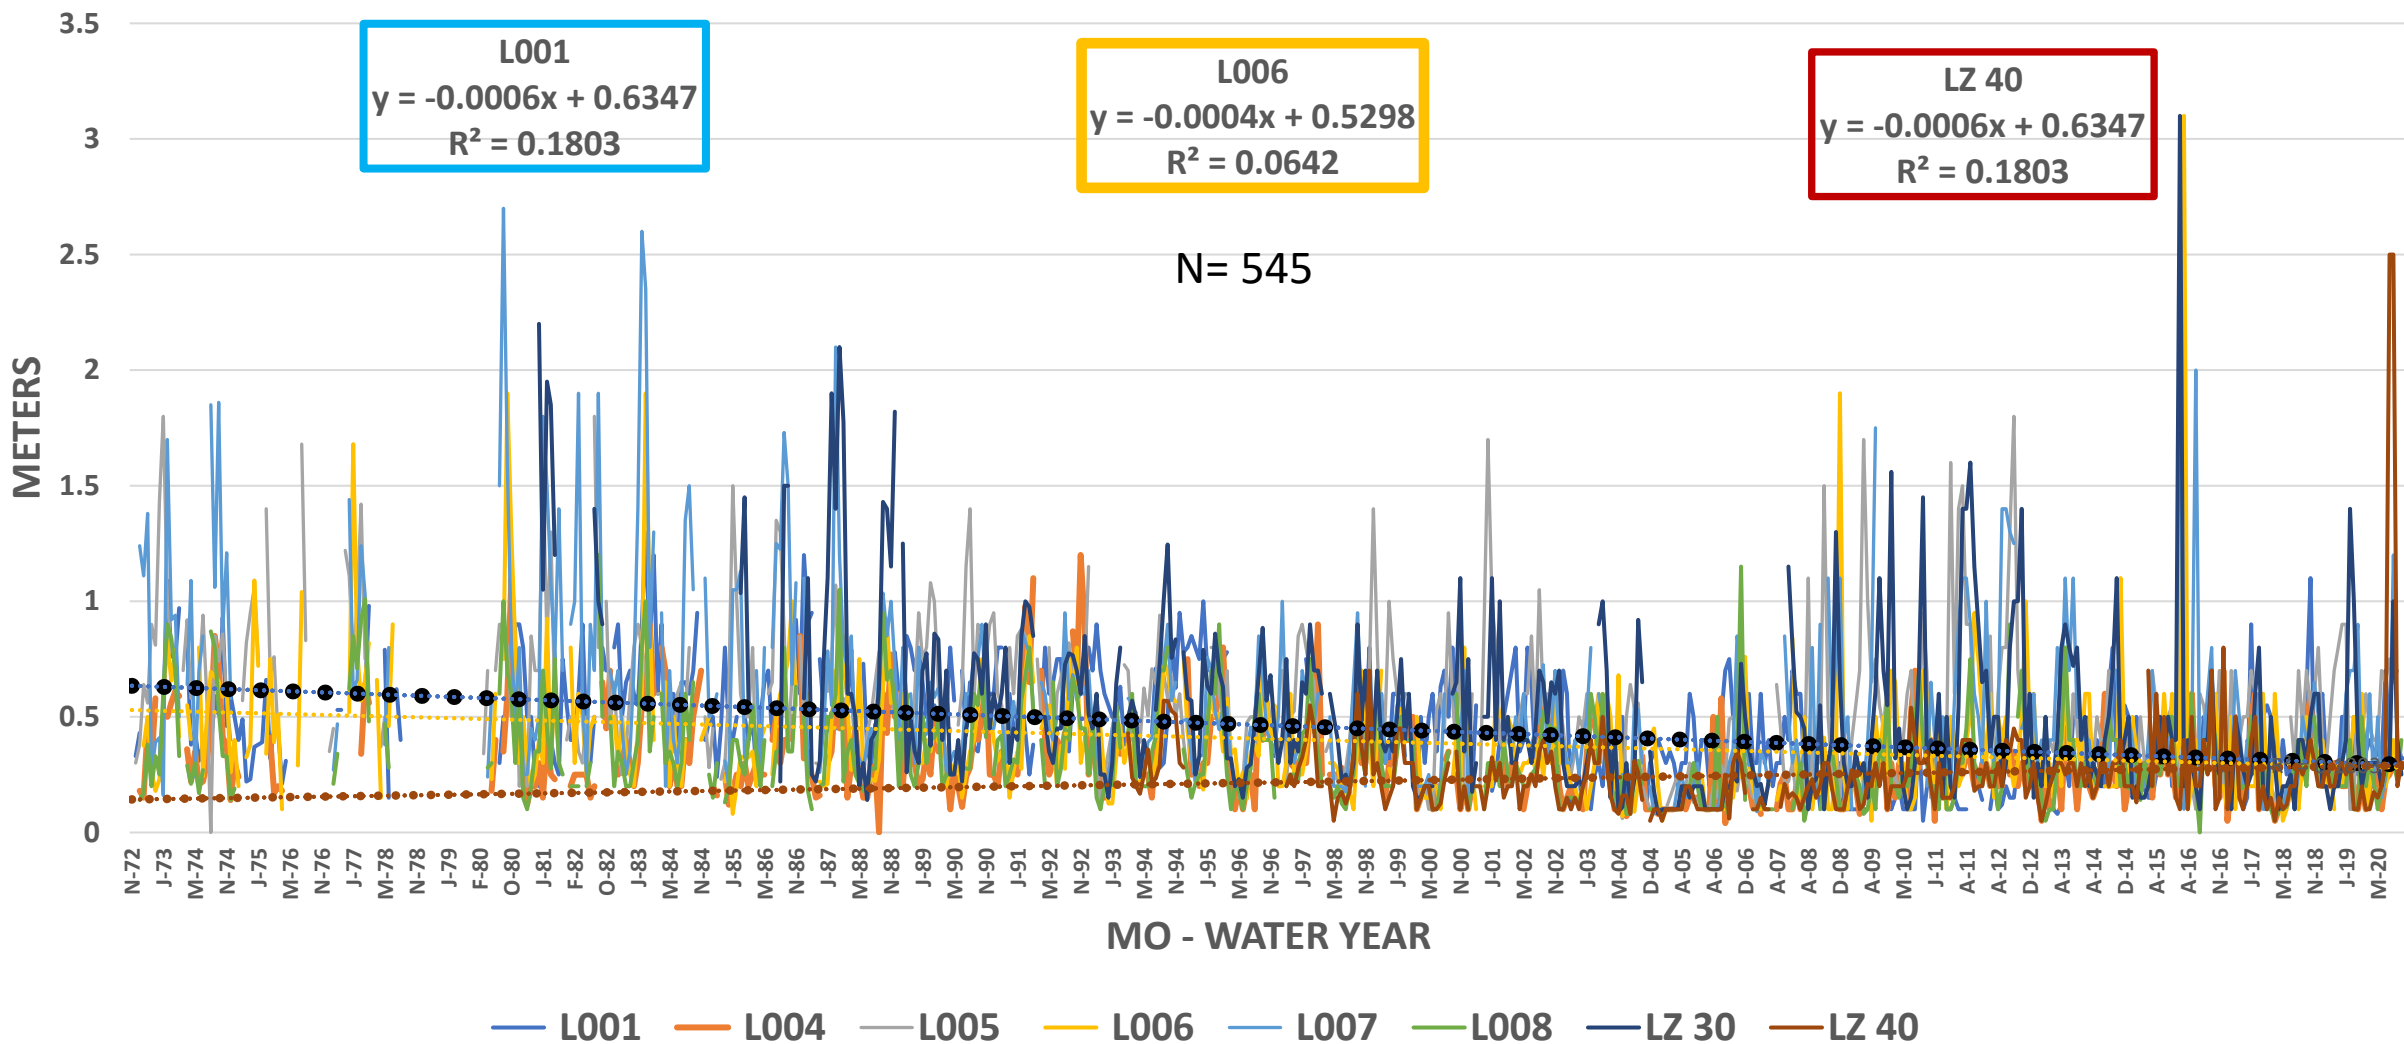 3.5
3
2.5
2
1.5
1
0.5
0
METERS
L001
y = -0.0006x + 0.6347
R² = 0.1803
L006
y = -0.0004x + 0.5298
R² = 0.0642
LZ 40
y = -0.0006x + 0.6347
R² = 0.1803
N= 545
N-72
J-73
M-74
N-74
J-75
M-76
N-76
J-77
M-78
N-78
J-79
F-80
O-80
J-81
F-82
O-82
J-83
M-84
N-84
J-85
M-86
N-86
J-87
M-88
N-88
J-89
M-90
N-90
J-91
M-92
N-92
J-93
M-94
N-94
J-95
M-96
N-96
J-97
M-98
N-98
J-99
M-00
N-00
J-01
M-02
N-02
J-03
M-04
D-04
A-05
A-06
D-06
A-07
A-08
D-08
A-09
M-10
J-11
A-11
A-12
D-12
A-13
A-14
D-14
A-15
A-16
N-16
J-17
M-18
N-18
J-19
M-20
MO - WATER YEAR
L001 L004 L005 L006 L007 L008 LZ 30 LZ 40